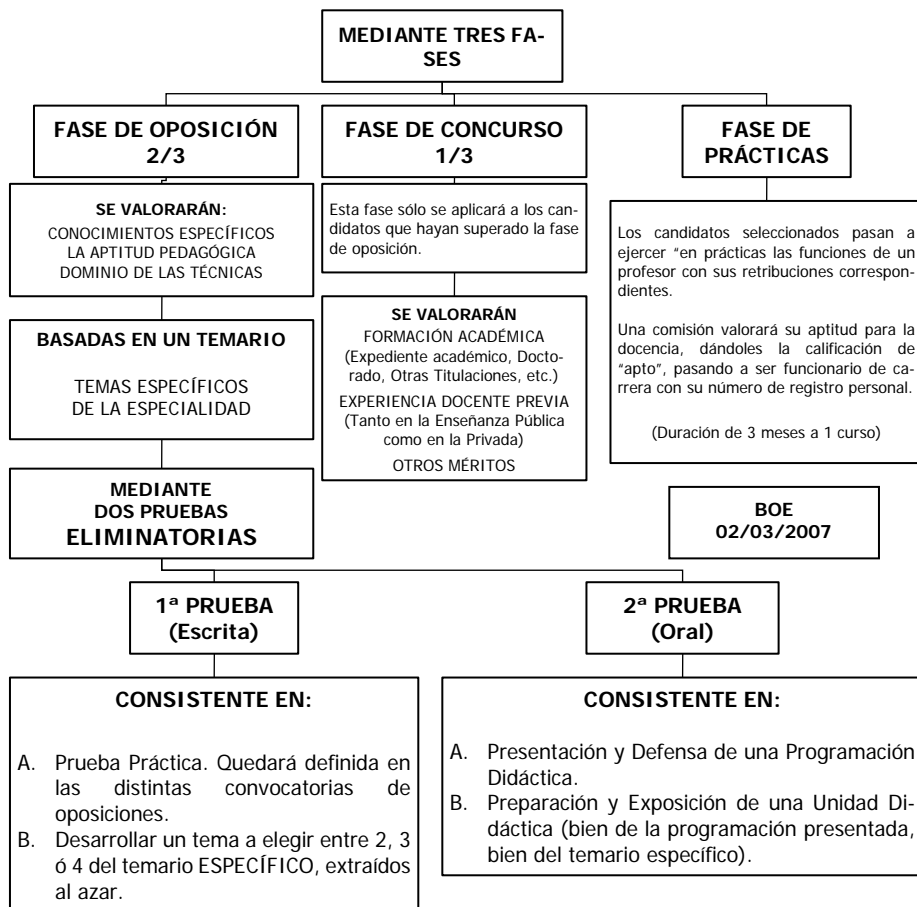 MEDIANTE TRES FA-
SES
FASE DE OPOSICIÓN
2/3
SE VALORARÁN:
CONOCIMIENTOS ESPECÍFICOS
LA APTITUD PEDAGÓGICA
DOMINIO DE LAS TÉCNICAS
BASADAS EN UN TEMARIO
TEMAS ESPECÍFICOS
DE LA ESPECIALIDAD
MEDIANTE
DOS PRUEBAS
ELIMINATORIAS
FASE DE CONCURSO
1/3
Esta fase sólo se aplicará a los can-
didatos que hayan superado la fase
de oposición.
SE VALORARÁN
FORMACIÓN ACADÉMICA
(Expediente académico, Docto-
rado, Otras Titulaciones, etc.)
EXPERIENCIA DOCENTE PREVIA
(Tanto en la Enseñanza Pública
como en la Privada)
OTROS MÉRITOS
FASE DE
PRÁCTICAS
Los candidatos seleccionados pasan a
ejercer "en prácticas las funciones de un
profesor con sus retribuciones correspon-
dientes.
Una comisión valorará su aptitud para la
docencia, dándoles la calificación de
"apto", pasando a ser funcionario de ca-
rrera con su número de registro personal.
(Duración de 3 meses a 1 curso)
BOE
02/03/2007
1ª PRUEBA
(Escrita)
CONSISTENTE EN:
A. Prueba Práctica. Quedará definida en
las distintas convocatorias de
oposiciones.
B. Desarrollar un tema a elegir entre 2, 3
ó 4 del temario ESPECÍFICO, extraídos
al azar.
2ª PRUEBA
(Oral)
CONSISTENTE EN:
A. Presentación y Defensa de una Programación
Didáctica.
B. Preparación y Exposición de una Unidad Di-
dáctica (bien de la programación presentada,
bien del temario específico).